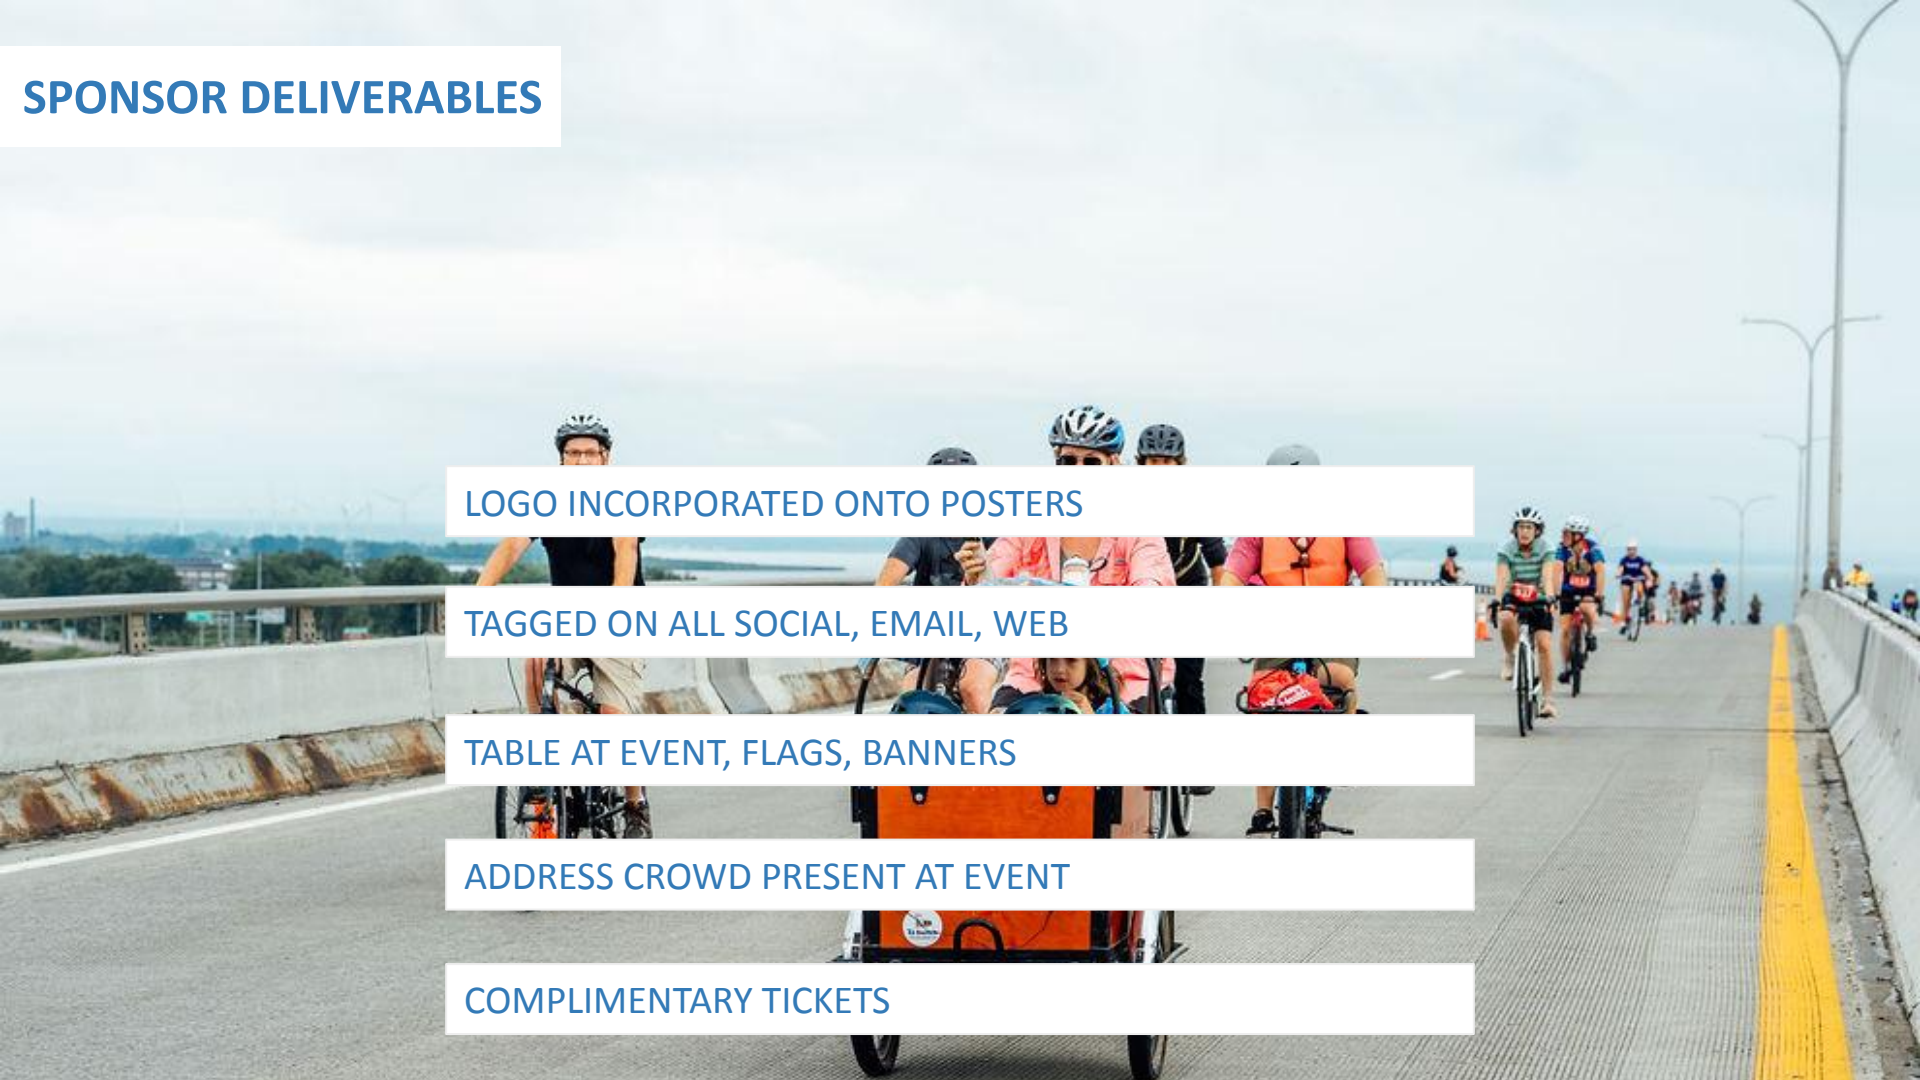 SPONSOR DELIVERABLES
LOGO INCORPORATED ONTO POSTERS
TAGGED ON ALL SOCIAL, EMAIL, WEB
TABLE AT EVENT, FLAGS, BANNERS
ADDRESS CROWD PRESENT AT EVENT
COMPLIMENTARY TICKETS